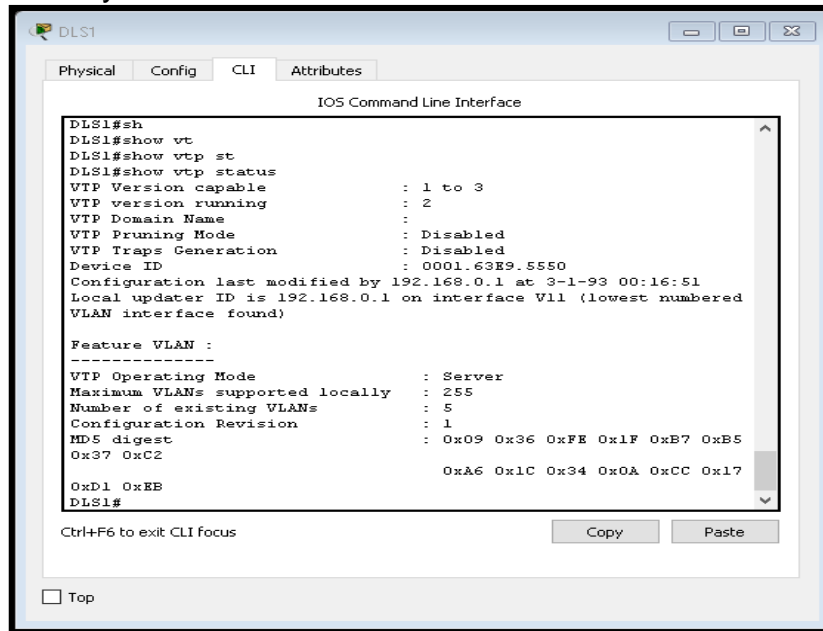 DLS1
Physical Config CLI Attributes
IOS Command Line Interface
DLS1#sh
DLS1#show vt
DLS1#show vtp st
DLS1#show vtp status
VTP Version capable : 1 to 3
VTP version running : 2
VTP Domain Name :
VTP Pruning Mode : Disabled
VTP Traps Generation : Disabled
Device ID : 0001.63E9.5550
Configuration last modified by 192.168.0.1 at 3-1-93 00:16:51
Local updater ID is 192.168.0.1 on interface Vl1 (lowest numbered
VLAN interface found)
Feature VLAN :
--------------
VTP Operating Mode : Server
Maximum VLANs supported locally : 255
Number of existing VLANs : 5
Configuration Revision : 1
MD5 digest : 0x09 0x36 0xFE 0x1F 0xB7 0xB5
0x37 0xC2
0xA6 0x1C 0x34 0x0A 0xCC 0x17
0xD1 0xEB
DLS1#
Ctrl+F6 to exit CLI focus Copy Paste
Top